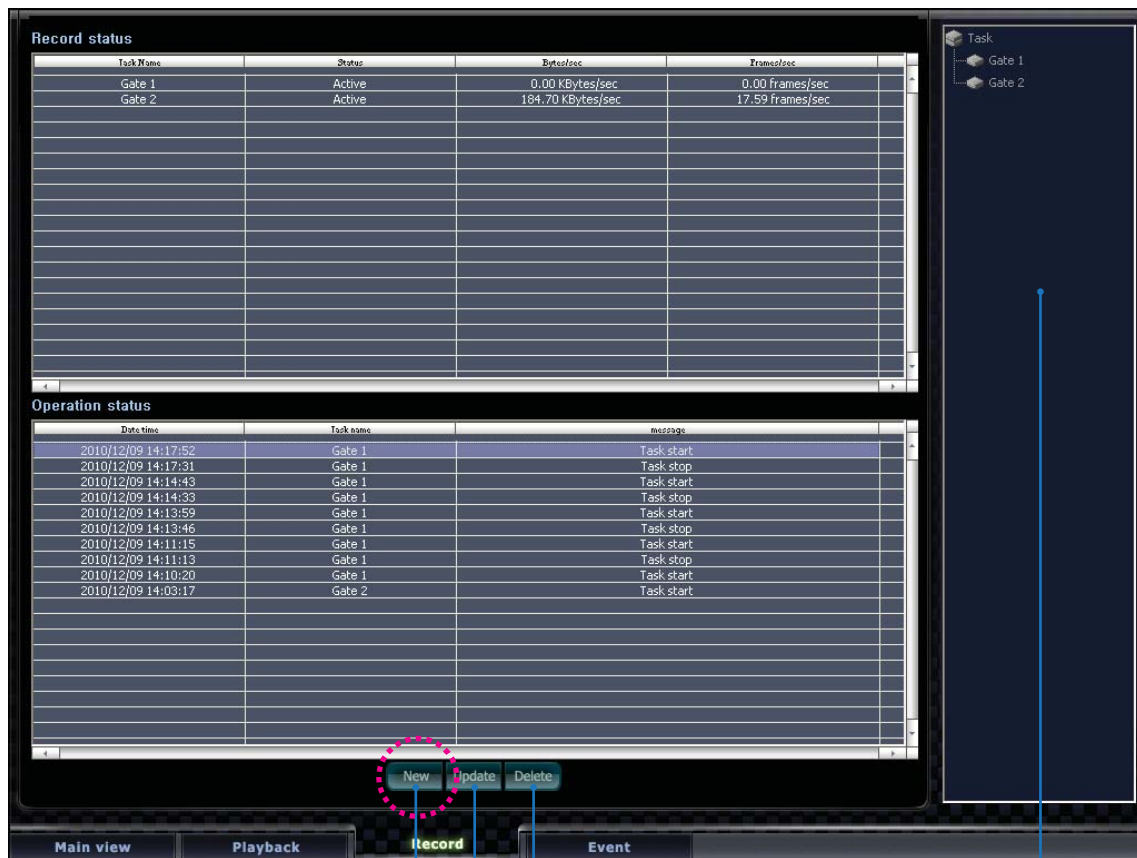 Record status
Task Name Status Bytes/sec Frames/sec
Gate 1 Active 0.00 KBytes/sec 0.00 frames/sec
Gate 2 Active 184.70 KBytes/sec 17.59 frames/sec
Operation status
Date time Task name message
2010/12/09 14:17:52 Gate 1 Task start
2010/12/09 14:17:31 Gate 1 Task stop
2010/12/09 14:14:43 Gate 1 Task start
2010/12/09 14:14:33 Gate 1 Task stop
2010/12/09 14:13:59 Gate 1 Task start
2010/12/09 14:13:46 Gate 1 Task stop
2010/12/09 14:11:15 Gate 1 Task start
2010/12/09 14:11:13 Gate 1 Task stop
2010/12/09 14:10:20 Gate 1 Task start
2010/12/09 14:03:17 Gate 2 Task start
New Update Delete
Task
Gate 1
Gate 2
Main view Playback Record Event